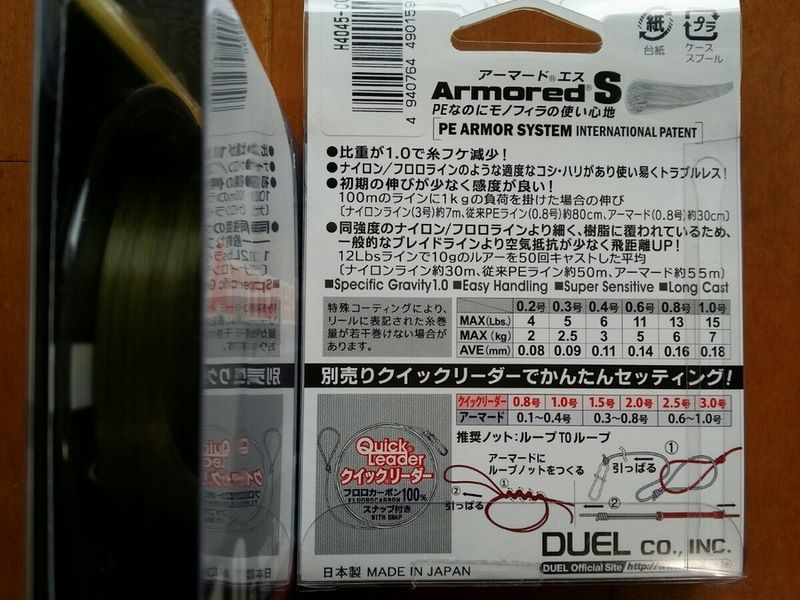 H4045-
4 940764 49015
紙
台紙
プラ
ケース
スプール
アーマード®エス
Armored® S
PEなのにモノフィラの使い心地
PE ARMOR SYSTEM INTERNATIONAL PATENT
●比重が1.0で糸フケ減少!
●ナイロン/フロロラインのような適度なコシ・ハリがあり使い易くトラブルレス!
●初期の伸びが少なく感度が良い!
100mのラインに1kgの負荷を掛けた場合の伸び
〔ナイロンライン(3号)約7m、従来PEライン(0.8号)約80cm、アーマード(0.8号)約30cm〕
●同強度のナイロン/フロロラインより細く、樹脂に覆われているため、
一般的なブレイドラインより空気抵抗が少なく飛距離UP!
12Lbsラインで10gのルアーを50回キャストした平均
〔ナイロンライン約30m、従来PEライン約50m、アーマード約55m〕
■Specific Gravity1.0 ■Easy Handling ■Super Sensitive ■Long Cast
特殊コーティングにより、
リールに表記された糸巻
量が若干巻けない場合が
あります。
0.2号 0.3号 0.4号 0.6号 0.8号 1.0号
MAX(Lbs.) 4 5 6 11 13 15
MAX(kg) 2 2.5 3 5 6 7
AVE(mm) 0.08 0.09 0.11 0.14 0.16 0.18
別売りクイックリーダーでかんたんセッティング!
クイックリーダー 0.8号 1.0号 1.5号 2.0号 2.5号 3.0号
アーマード 0.1~0.4号 0.3~0.8号 0.6~1.0号
推奨ノット:ループTOループ
Quick
Leader
クイックリーダー
フロロカーボン100%
FLUOROCARBON
スナップ付き
WITH SNAP
アーマードに
ループノットをつくる
①
②
引っぱる
①
引っぱる
②
DUEL CO., INC.
日本製 MADE IN JAPAN
DUEL Official Site http://www.